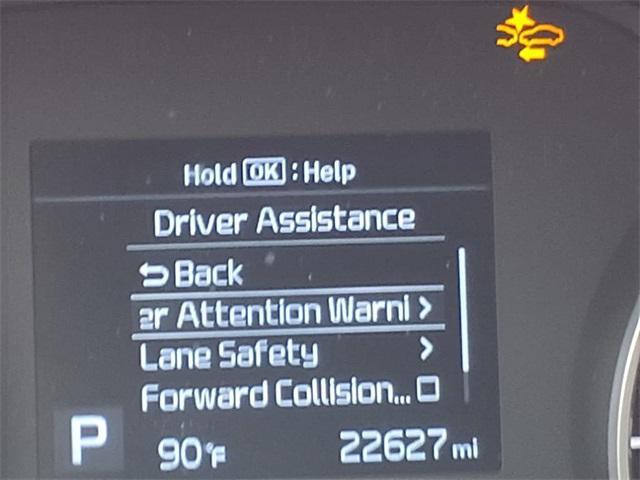 Hold OK : Help
Driver Assistance
Back
er Attention Warni >
Lane Safety >
Forward Collision...
P 90°F 22627 mi